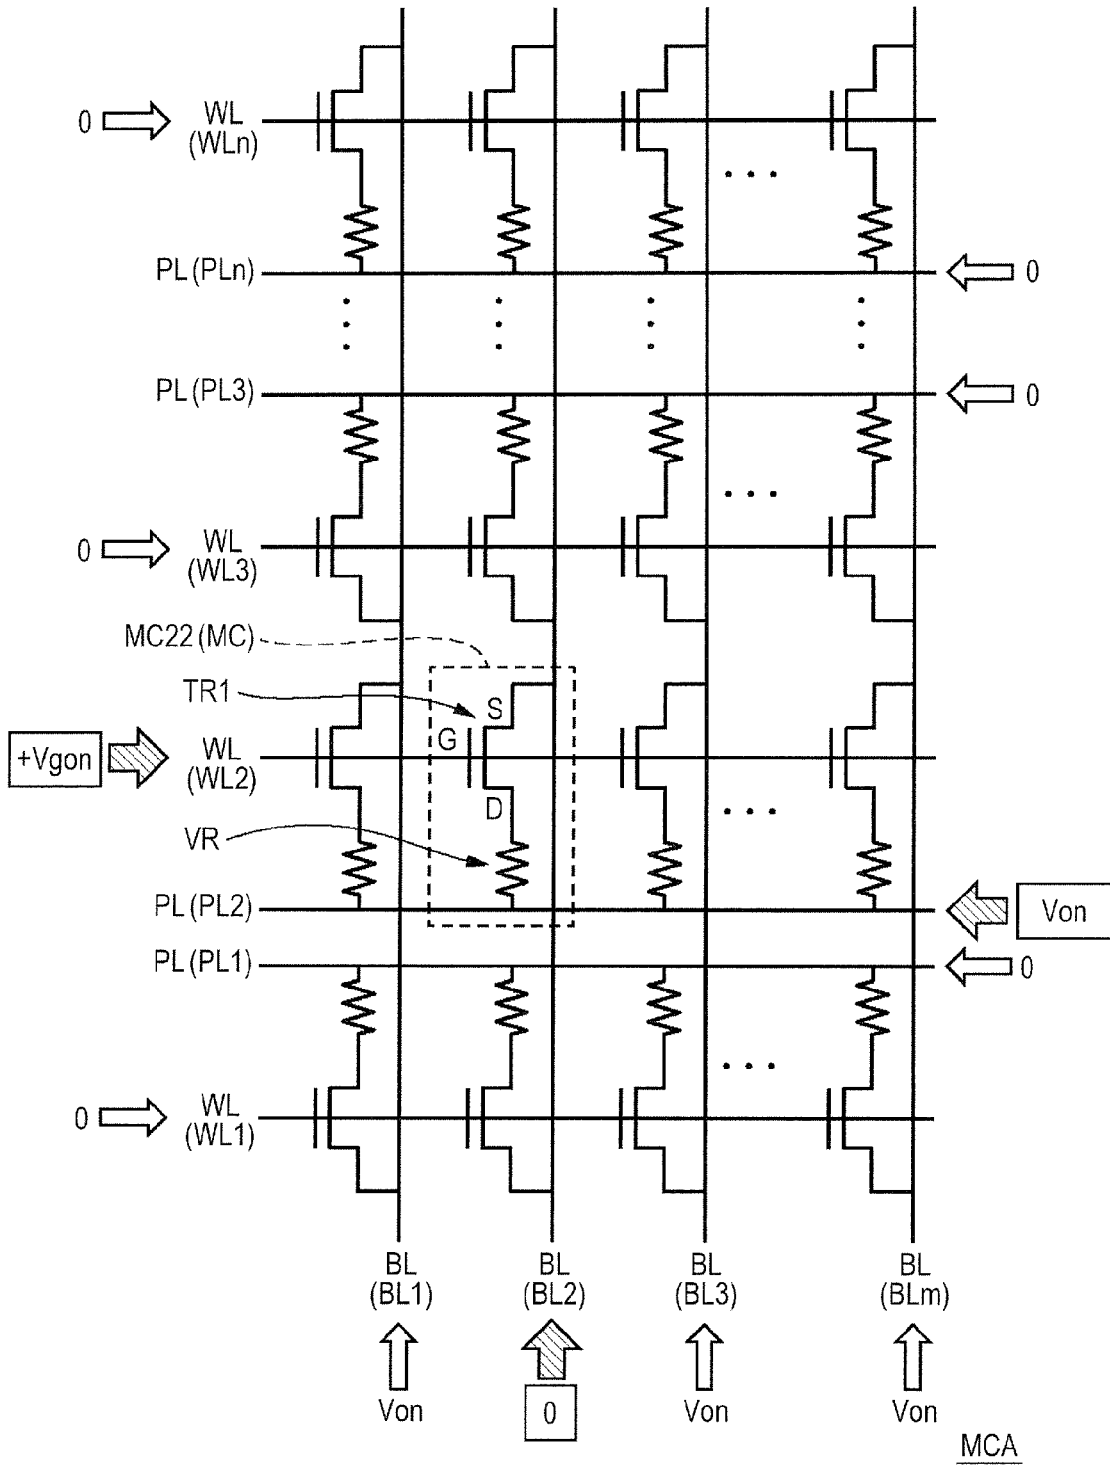 0
WL
(WLn)
PL(PLn)
0
PL(PL3)
0
0
WL
(WL3)
MC22(MC)
TR1
S
G
+Vgon
WL
(WL2)
D
VR
PL(PL2)
Von
PL(PL1)
0
0
WL
(WL1)
BL
(BL1)
BL
(BL2)
BL
(BL3)
BL
(BLm)
Von
0
Von
Von
MCA